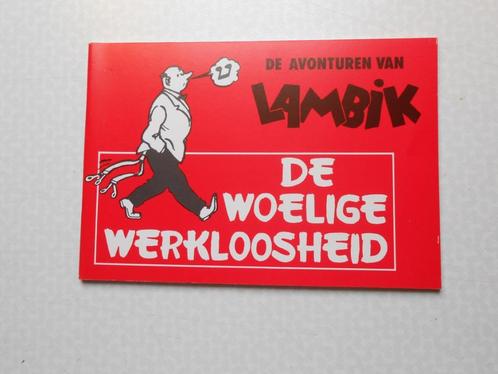 DE AVONTUREN VAN
LAMBIK
DE
WOELIGE
WERKLOOSHEID